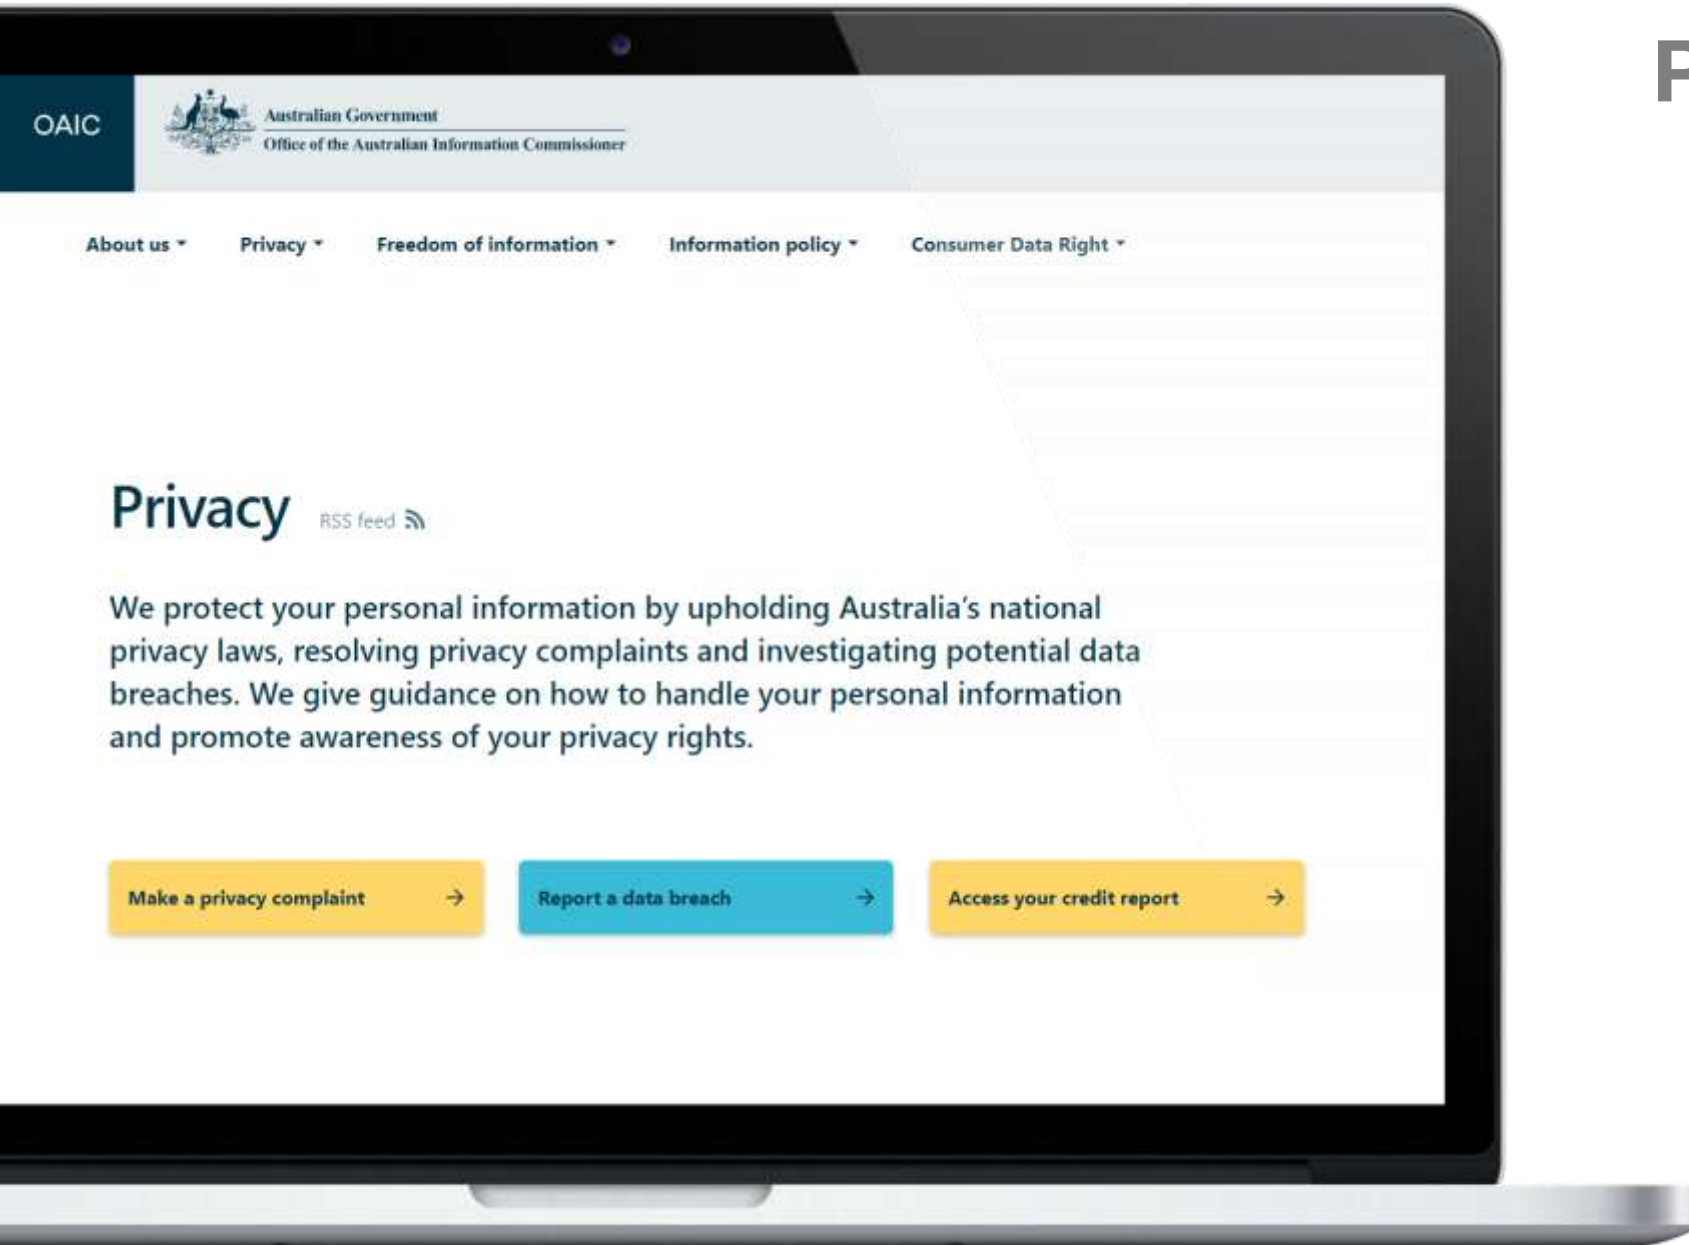 OAIC
Australian Government
Office of the Australian Information Commissioner
About us
Privacy
Freedom of information
Information policy
Consumer Data Right
Privacy
RSS feed
We protect your personal information by upholding Australia's national
privacy laws, resolving privacy complaints and investigating potential data
breaches. We give guidance on how to handle your personal information
and promote awareness of your privacy rights.
Make a privacy complaint →
Report a data breach →
Access your credit report →